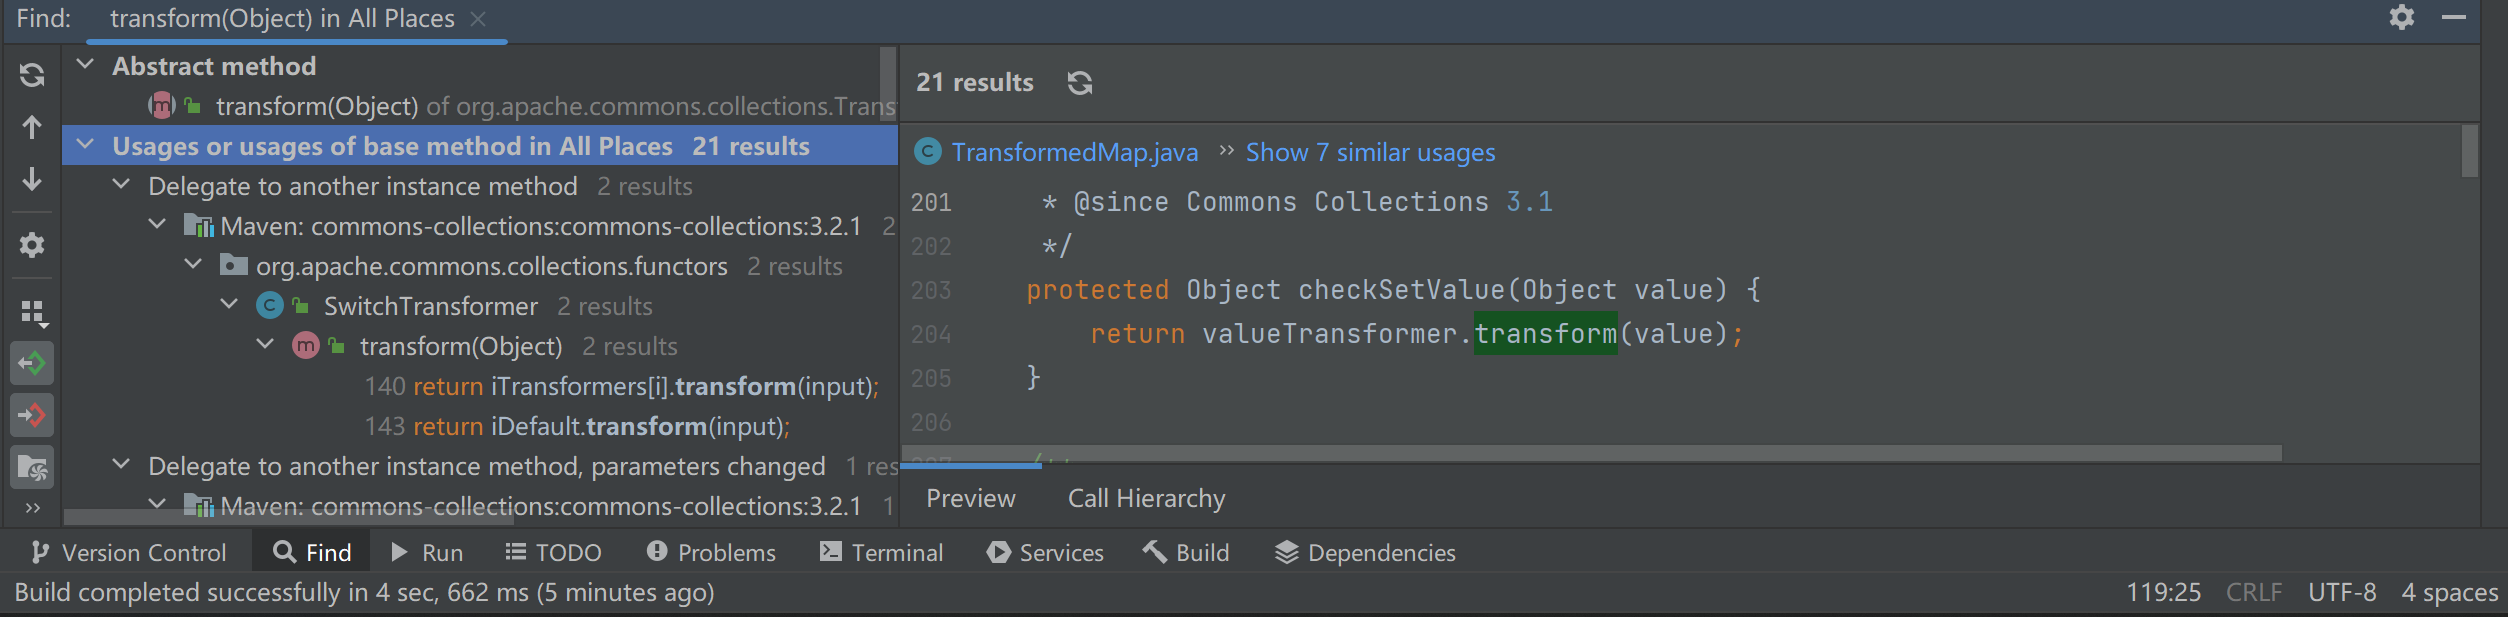 Find: transform(Object) in All Places
Abstract method
transform(Object) of org.apache.commons.collections.Trans
Usages or usages of base method in All Places 21 results
Delegate to another instance method 2 results
Maven: commons-collections:commons-collections:3.2.1 2
org.apache.commons.collections.functors 2 results
SwitchTransformer 2 results
transform(Object) 2 results
140 return iTransformers[i].transform(input);
143 return iDefault.transform(input);
Delegate to another instance method, parameters changed 1 res
Maven: commons-collections:commons-collections:3.2.1 1
21 results
TransformedMap.java Show 7 similar usages
201 * @since Commons Collections 3.1
202 */
203 protected Object checkSetValue(Object value) {
204 return valueTransformer.transform(value);
205 }
206
Preview Call Hierarchy
Version Control Find Run TODO Problems Terminal Services Build Dependencies
Build completed successfully in 4 sec, 662 ms (5 minutes ago) 119:25 CRLF UTF-8 4 spaces